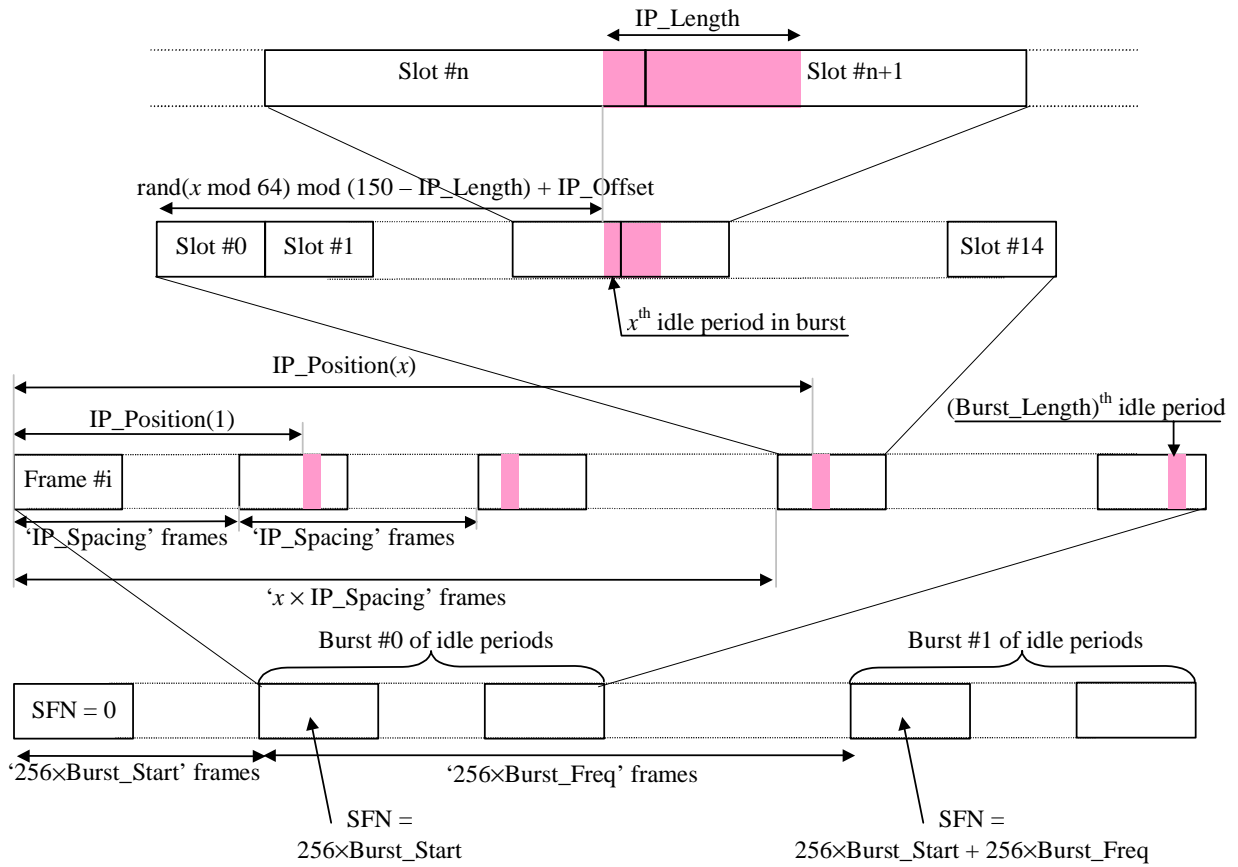 IP_Length
Slot #n
Slot #n+1
rand(x mod 64) mod (150 – IP_Length) + IP_Offset
Slot #0
Slot #1
Slot #14
xth idle period in burst
IP_Position(x)
IP_Position(1)
(Burst_Length)th idle period
Frame #i
‘IP_Spacing’ frames
‘IP_Spacing’ frames
‘x × IP_Spacing’ frames
Burst #0 of idle periods
Burst #1 of idle periods
SFN = 0
‘256×Burst_Start’ frames
‘256×Burst_Freq’ frames
SFN =
256×Burst_Start
SFN =
256×Burst_Start + 256×Burst_Freq